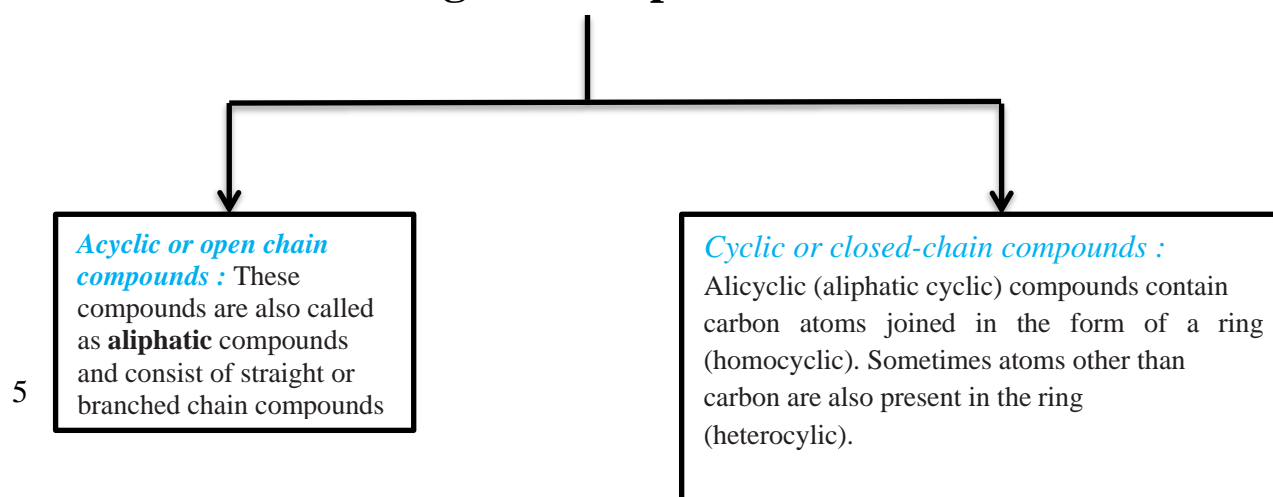 Acyclic or open chain
compounds : These
compounds are also called
as aliphatic compounds
and consist of straight or
branched chain compounds
5
Cyclic or closed-chain compounds :
Alicyclic (aliphatic cyclic) compounds contain
carbon atoms joined in the form of a ring
(homocyclic). Sometimes atoms other than
carbon are also present in the ring
(heterocylic).